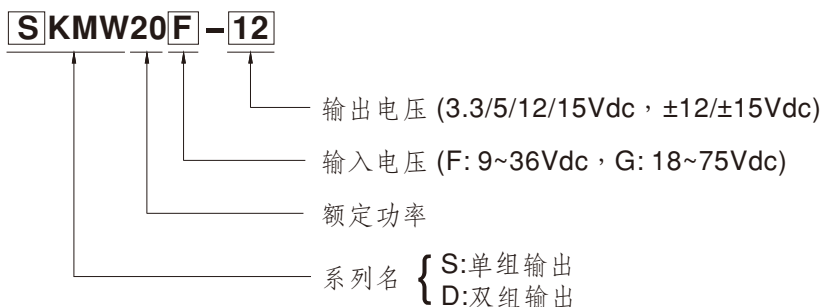 SKMW20F-12
输出电压 (3.3/5/12/15Vdc，±12/±15Vdc)
输入电压 (F: 9~36Vdc，G: 18~75Vdc)
额定功率
系列名 { S:单组输出
D:双组输出